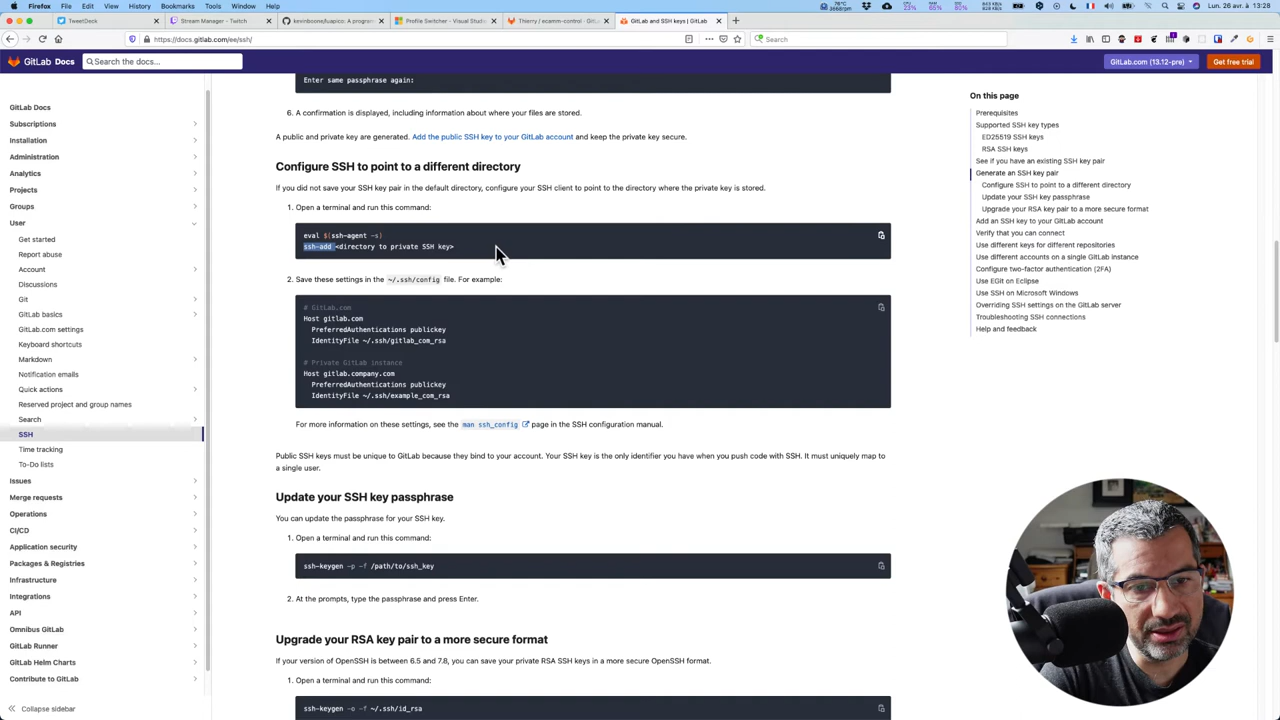 Firefox File Edit View History Bookmarks Tools Window Help
Lun. 26 avr. à 13:28
TweetDeck
Stream Manager - Twitch
kevinboone/luapico: A program
Profile Switcher - Visual Studi
Thierry / ecamm-control · GitL
GitLab and SSH keys | GitLab
https://docs.gitlab.com/ee/ssh/
Search
GitLab Docs
Search the docs...
GitLab.com (13.12-pre)
Get free trial
GitLab Docs
Subscriptions
Installation
Administration
Analytics
Projects
Groups
User
Get started
Report abuse
Account
Discussions
Git
GitLab basics
GitLab.com settings
Keyboard shortcuts
Markdown
Notification emails
Quick actions
Reserved project and group names
Search
SSH
Time tracking
To-Do lists
Issues
Merge requests
Operations
CI/CD
Application security
Packages & Registries
Infrastructure
Integrations
API
Omnibus GitLab
GitLab Runner
GitLab Helm Charts
Contribute to GitLab
Collapse sidebar
Enter same passphrase again:
6. A confirmation is displayed, including information about where your files are stored.
A public and private key are generated. Add the public SSH key to your GitLab account and keep the private key secure.
Configure SSH to point to a different directory
If you did not save your SSH key pair in the default directory, configure your SSH client to point to the directory where the private key is stored.
1. Open a terminal and run this command:
eval $(ssh-agent -s)
ssh-add <directory to private SSH key>
2. Save these settings in the ~/.ssh/config file. For example:
# GitLab.com
Host gitlab.com
PreferredAuthentications publickey
IdentityFile ~/.ssh/gitlab_com_rsa
# Private GitLab instance
Host gitlab.company.com
PreferredAuthentications publickey
IdentityFile ~/.ssh/example_com_rsa
For more information on these settings, see the man ssh_config page in the SSH configuration manual.
Public SSH keys must be unique to GitLab because they bind to your account. Your SSH key is the only identifier you have when you push code with SSH. It must uniquely map to
a single user.
Update your SSH key passphrase
You can update the passphrase for your SSH key.
1. Open a terminal and run this command:
ssh-keygen -p -f /path/to/ssh_key
2. At the prompts, type the passphrase and press Enter.
Upgrade your RSA key pair to a more secure format
If your version of OpenSSH is between 6.5 and 7.8, you can save your private RSA SSH keys in a more secure OpenSSH format.
1. Open a terminal and run this command:
ssh-keygen -o -f ~/.ssh/id_rsa
On this page
Prerequisites
Supported SSH key types
ED25519 SSH keys
RSA SSH keys
See if you have an existing SSH key pair
Generate an SSH key pair
Configure SSH to point to a different directory
Update your SSH key passphrase
Upgrade your RSA key pair to a more secure format
Add an SSH key to your GitLab account
Verify that you can connect
Use different keys for different repositories
Use different accounts on a single GitLab instance
Configure two-factor authentication (2FA)
Use EGit on Eclipse
Use SSH on Microsoft Windows
Overriding SSH settings on the GitLab server
Troubleshooting SSH connections
Help and feedback